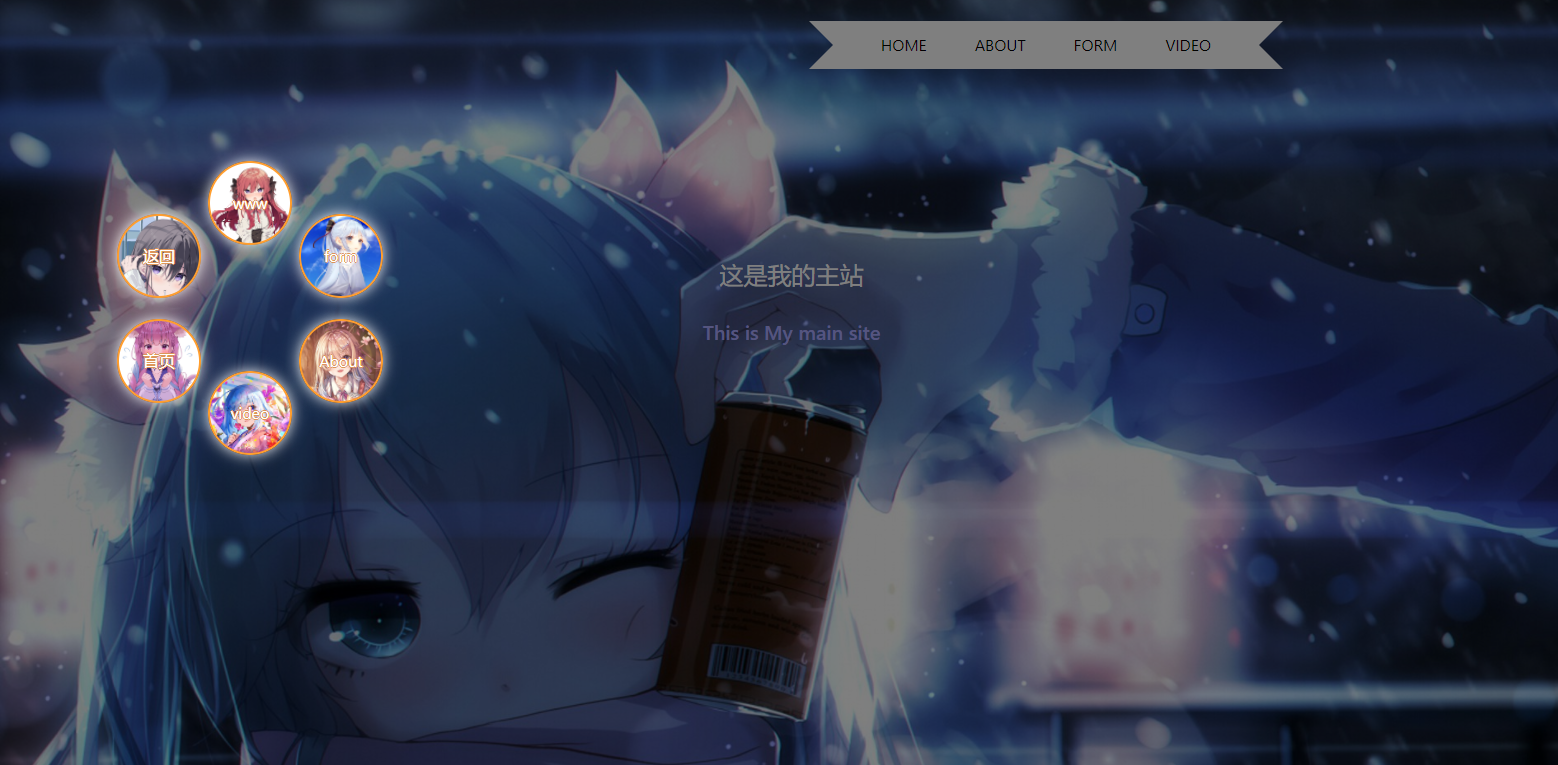 HOME ABOUT FORM VIDEO
www
返回
form
这是我的主站
This is My main site
首页
About
video